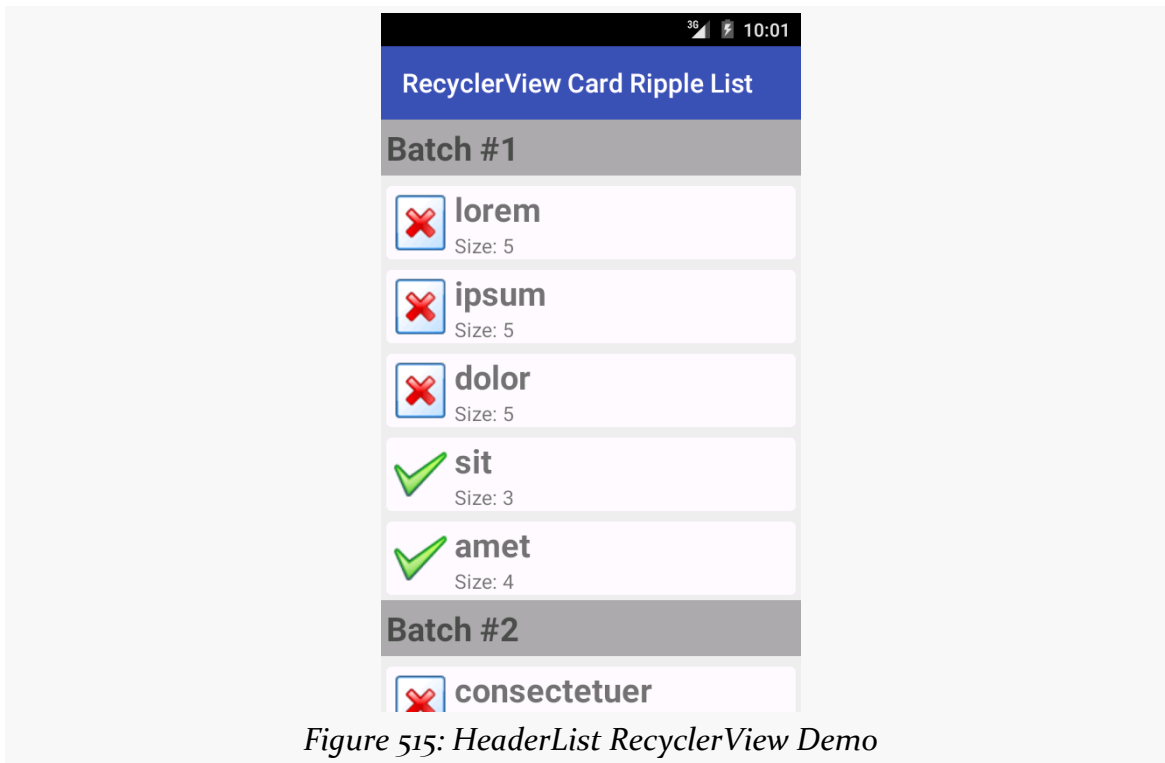 3G 10:01
RecyclerView Card Ripple List
Batch #1
lorem
Size: 5
ipsum
Size: 5
dolor
Size: 5
sit
Size: 3
amet
Size: 4
Batch #2
consectetuer
Figure 515: HeaderList RecyclerView Demo